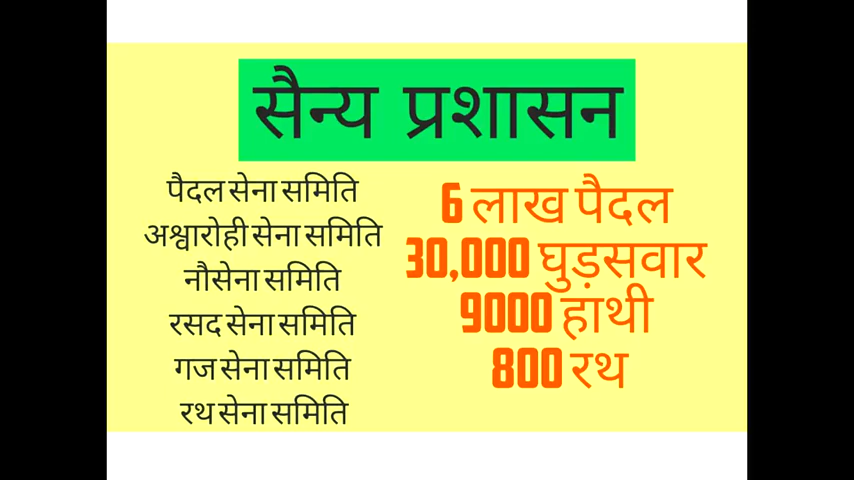 सैन्य प्रशासन
पैदल सेना समिति
अश्वारोही सेना समिति
नौसेना समिति
रसद सेना समिति
गज सेना समिति
रथ सेना समिति
6 लाख पैदल
30,000 घुड़सवार
9000 हाथी
800 रथ